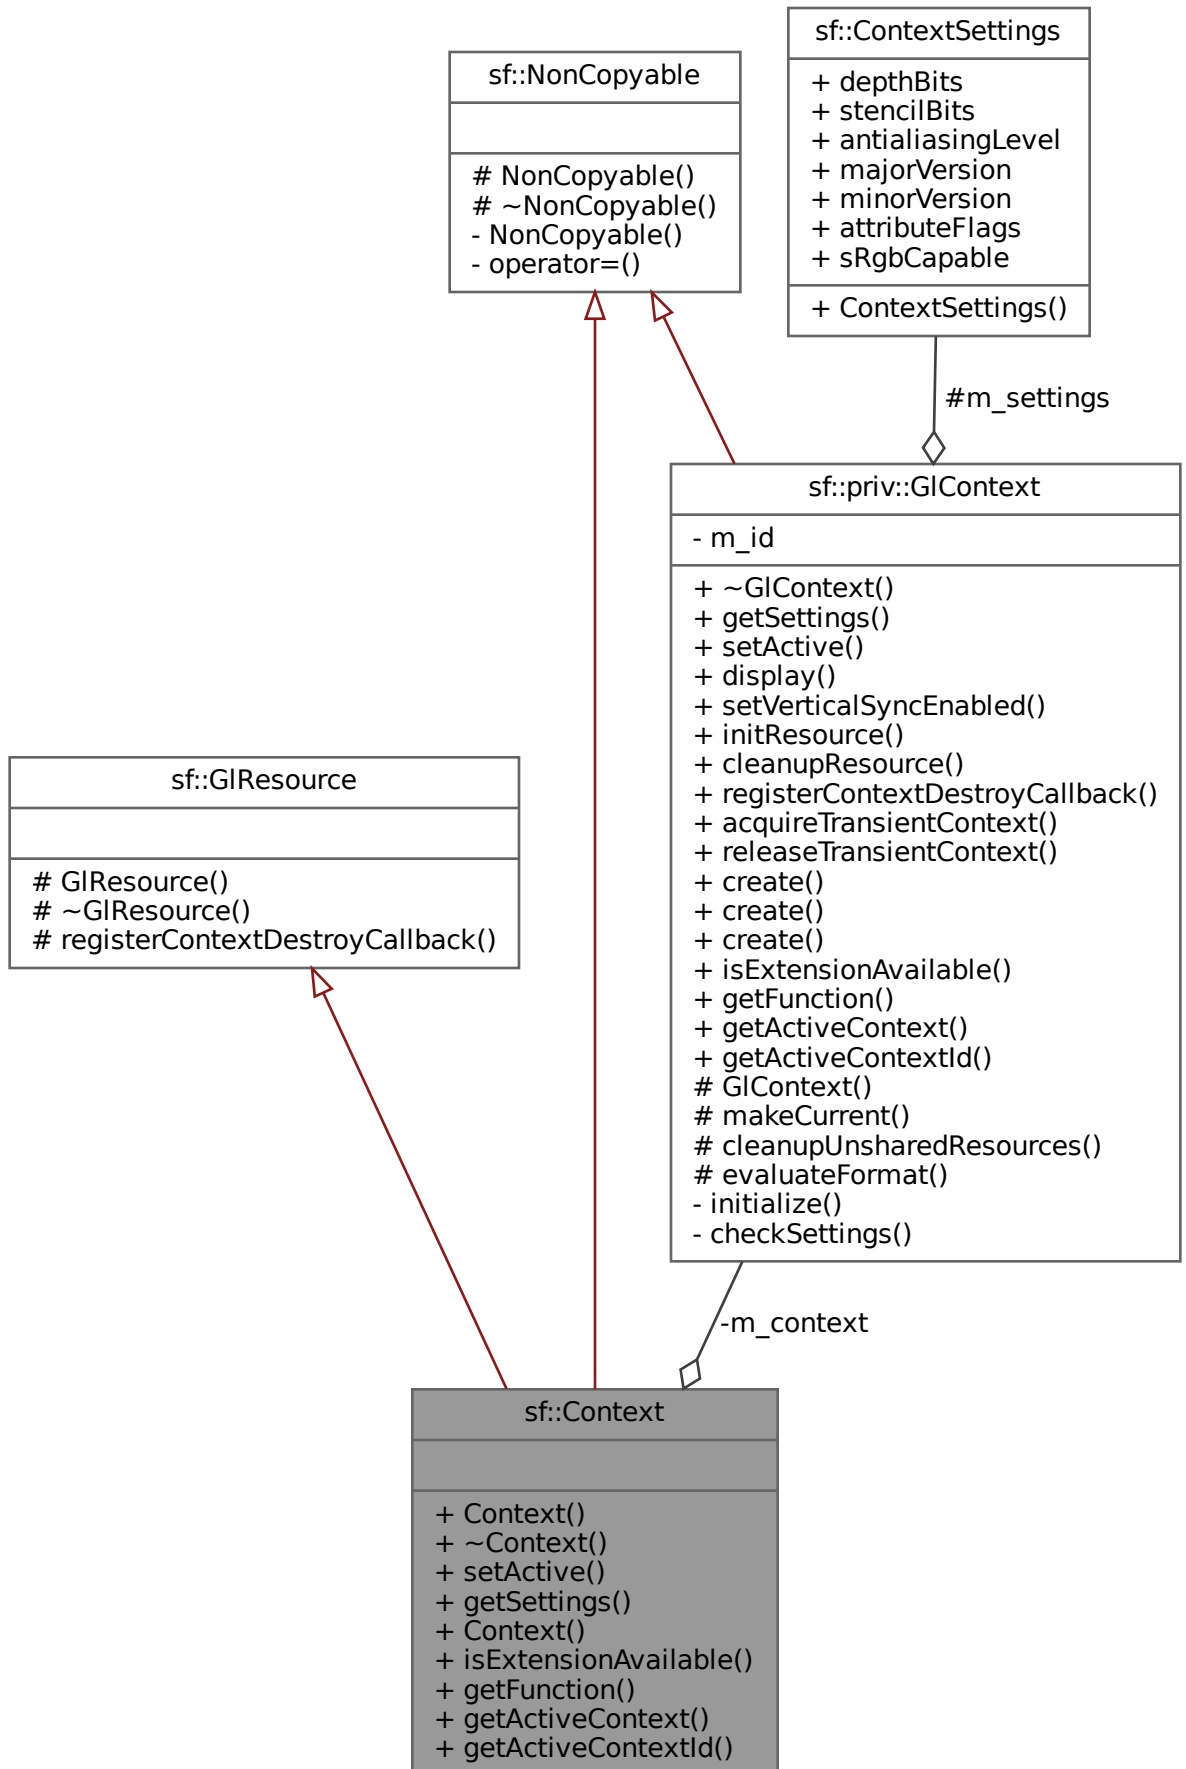 sf::ContextSettings
+ depthBits
+ stencilBits
+ antialiasingLevel
+ majorVersion
+ minorVersion
+ attributeFlags
+ sRgbCapable
+ ContextSettings()
sf::NonCopyable
# NonCopyable()
# ~NonCopyable()
- NonCopyable()
- operator=()
#m_settings
sf::priv::GlContext
- m_id
+ ~GlContext()
+ getSettings()
+ setActive()
+ display()
+ setVerticalSyncEnabled()
+ initResource()
+ cleanupResource()
+ registerContextDestroyCallback()
+ acquireTransientContext()
+ releaseTransientContext()
+ create()
+ create()
+ create()
+ isExtensionAvailable()
+ getFunction()
+ getActiveContext()
+ getActiveContextId()
# GlContext()
# makeCurrent()
# cleanupUnsharedResources()
# evaluateFormat()
- initialize()
- checkSettings()
sf::GlResource
# GlResource()
# ~GlResource()
# registerContextDestroyCallback()
-m_context
sf::Context
+ Context()
+ ~Context()
+ setActive()
+ getSettings()
+ Context()
+ isExtensionAvailable()
+ getFunction()
+ getActiveContext()
+ getActiveContextId()